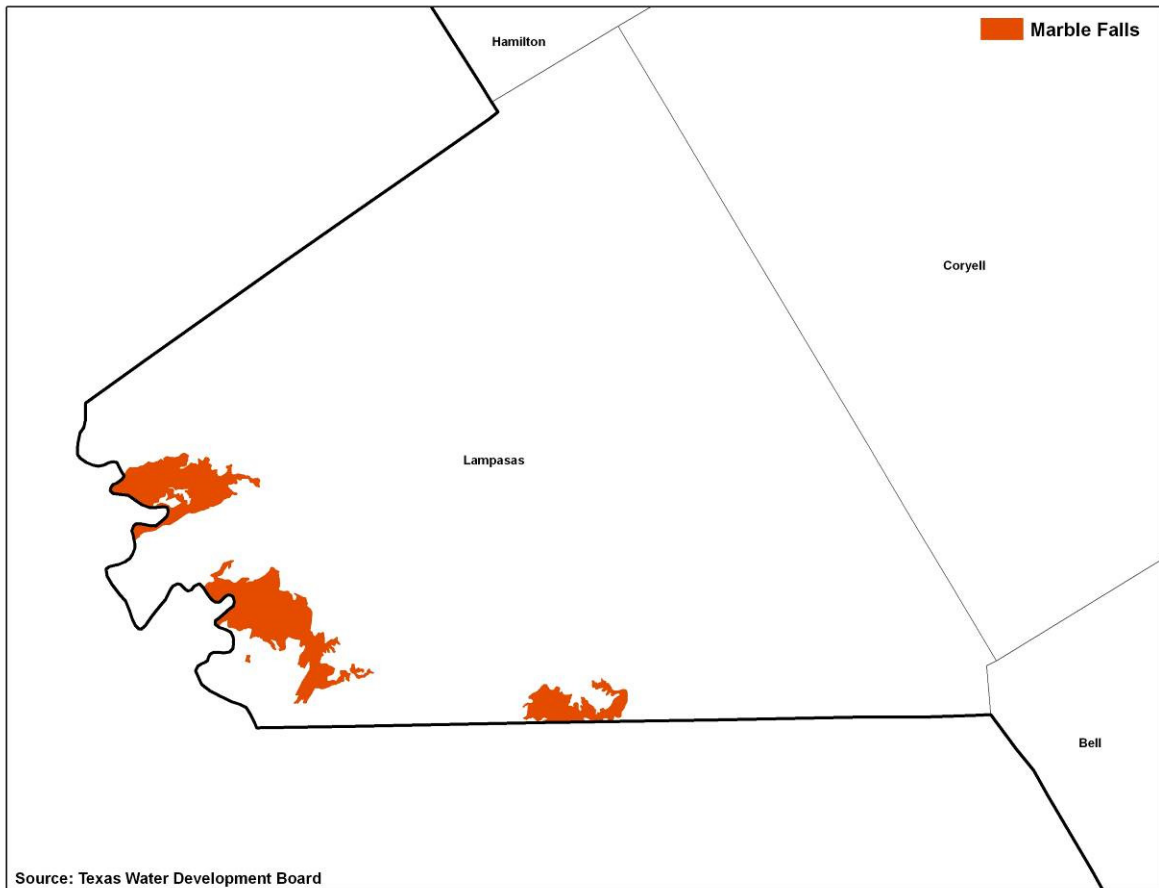 Marble Falls
Hamilton
Coryell
Lampasas
Bell
Source: Texas Water Development Board